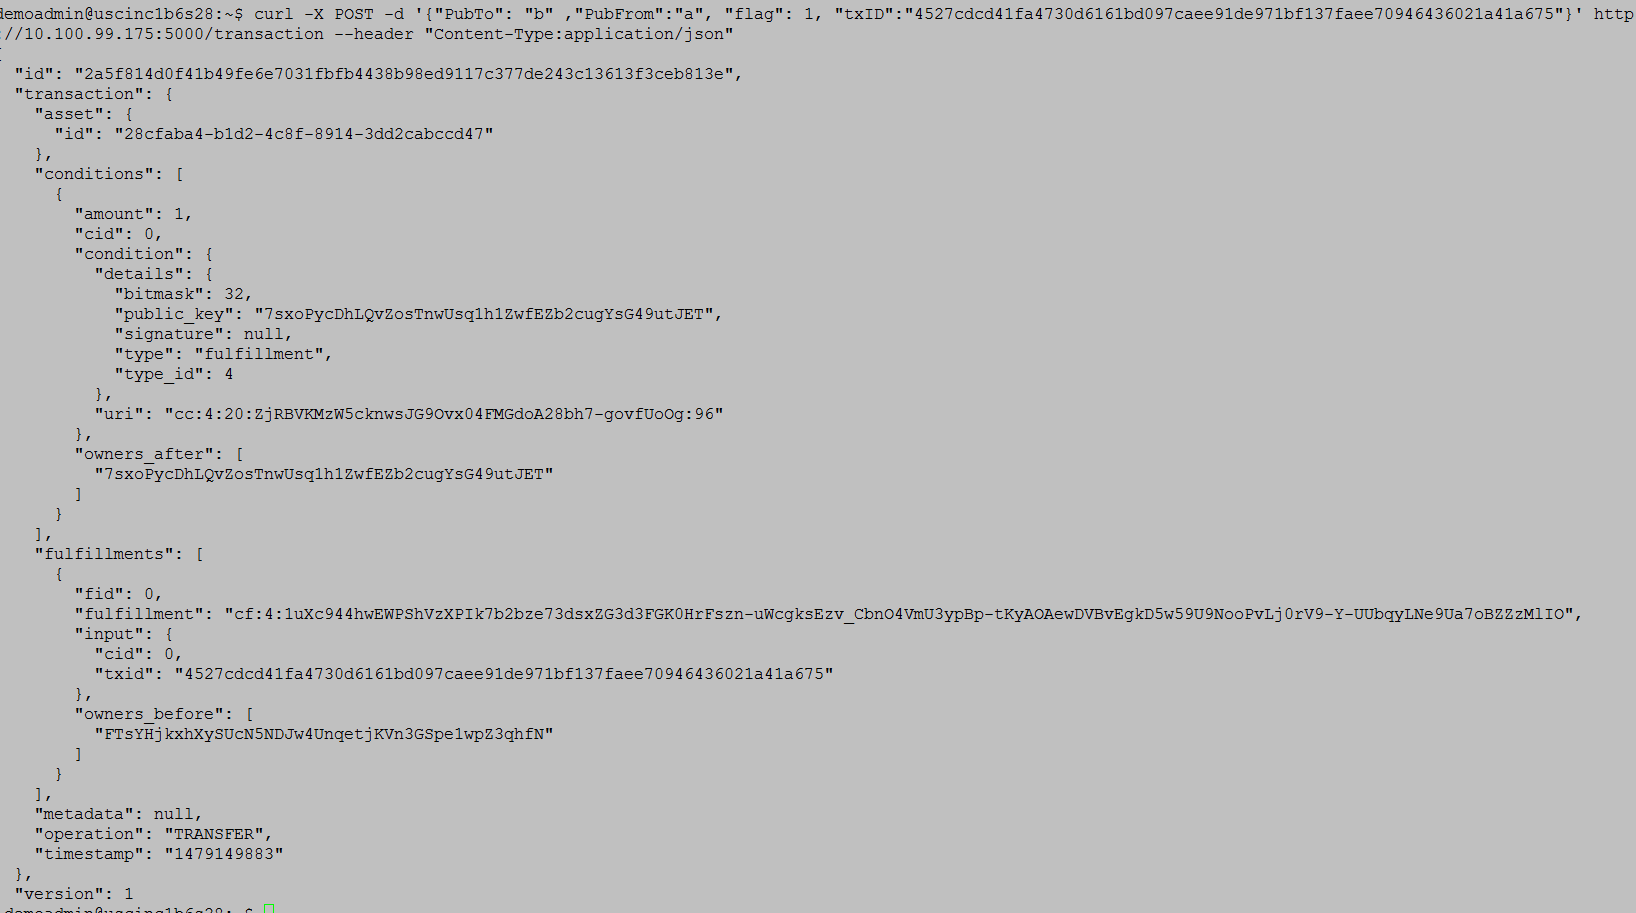 demoadmin@uscinc1b6s28:~$ curl -X POST -d '{"PubTo": "b" ,"PubFrom":"a", "flag": 1, "txID":"4527cdcd41fa4730d6161bd097caee91de971bf137faee70946436021a41a675"}' http
://10.100.99.175:5000/transaction --header "Content-Type:application/json"
{
  "id": "2a5f814d0f41b49fe6e7031fbfb4438b98ed9117c377de243c13613f3ceb813e",
  "transaction": {
    "asset": {
      "id": "28cfaba4-b1d2-4c8f-8914-3dd2cabccd47"
    },
    "conditions": [
      {
        "amount": 1,
        "cid": 0,
        "condition": {
          "details": {
            "bitmask": 32,
            "public_key": "7sxoPycDhLQvZosTnwUsq1h1ZwfEZb2cugYsG49utJET",
            "signature": null,
            "type": "fulfillment",
            "type_id": 4
          },
          "uri": "cc:4:20:ZjRBVKMzW5cknwsJG9Ovx04FMGdoA28bh7-govfUoOg:96"
        },
        "owners_after": [
          "7sxoPycDhLQvZosTnwUsq1h1ZwfEZb2cugYsG49utJET"
        ]
      }
    ],
    "fulfillments": [
      {
        "fid": 0,
        "fulfillment": "cf:4:1uXc944hwEWPShVzXPIk7b2bze73dsxZG3d3FGK0HrFszn-uWcgksEzv_CbnO4VmU3ypBp-tKyAOAewDVBvEgkD5w59U9NooPvLj0rV9-Y-UUbqyLNe9Ua7oBZZzMlIO",
        "input": {
          "cid": 0,
          "txid": "4527cdcd41fa4730d6161bd097caee91de971bf137faee70946436021a41a675"
        },
        "owners_before": [
          "FTsYHjkxhXySUcN5NDJw4UnqetjKVn3GSpe1wpZ3qhfN"
        ]
      }
    ],
    "metadata": null,
    "operation": "TRANSFER",
    "timestamp": "1479149883"
  },
  "version": 1
demoadmin@uscinc1b6s28:~$